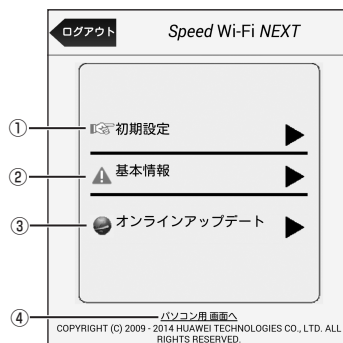 ログアウト
Speed Wi-Fi NEXT
① 初期設定
② 基本情報
③ オンラインアップデート
④ パソコン用 画面へ
COPYRIGHT (C) 2009 - 2014 HUAWEI TECHNOLOGIES CO., LTD. ALL
RIGHTS RESERVED.